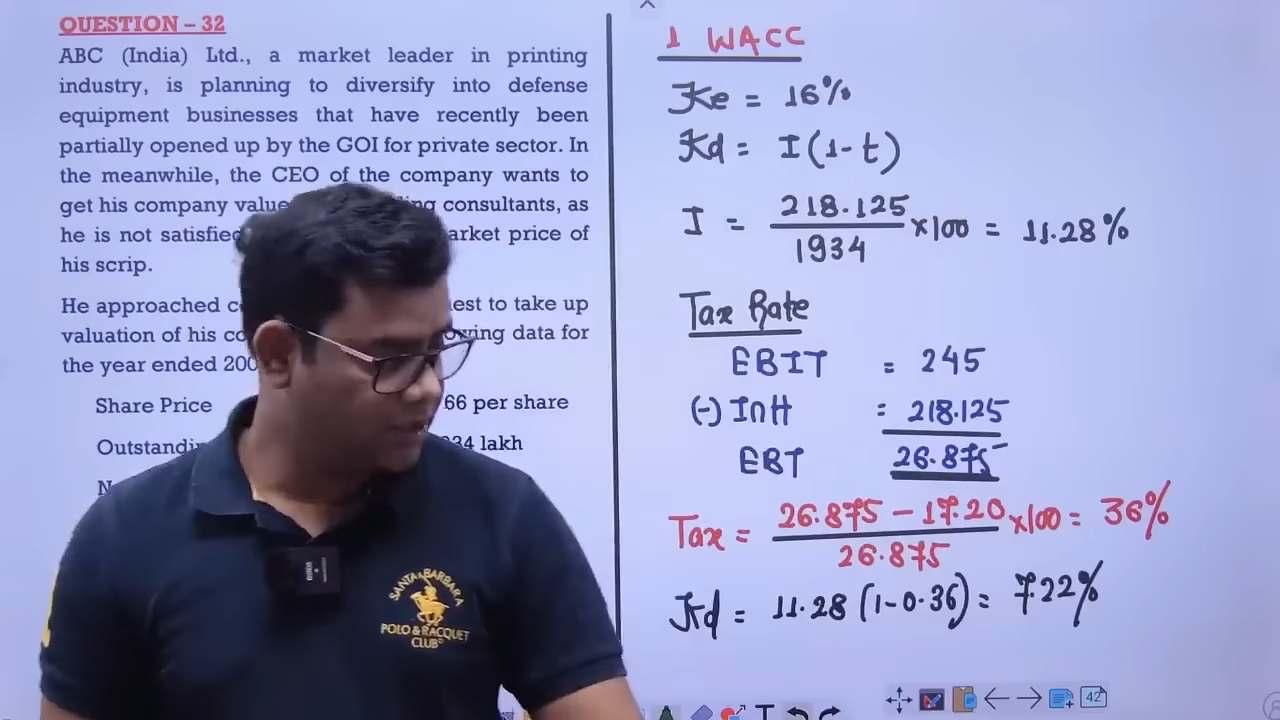 QUESTION – 32
ABC (India) Ltd., a market leader in printing
industry, is planning to diversify into defense
equipment businesses that have recently been
partially opened up by the GOI for private sector. In
the meanwhile, the CEO of the company wants to
get his company consultants, as
he is not price of
his scrip.
He approached to take up
valuation of his data for
the year ended
Share Price 66 per share
34 lakh
1 WACC
Ke = 16%
Kd = I(1-t)
I = 218.125/1934 x100 = 11.28%
Tax Rate
EBIT = 245
(-) Int = 218.125
EBT 26.875
Tax = 26.875 - 17.20/26.875 x100 = 36%
Kd = 11.28 (1-0.36) = 7.22%
SANTA BARBARA
POLO & RACQUET
CLUB
42